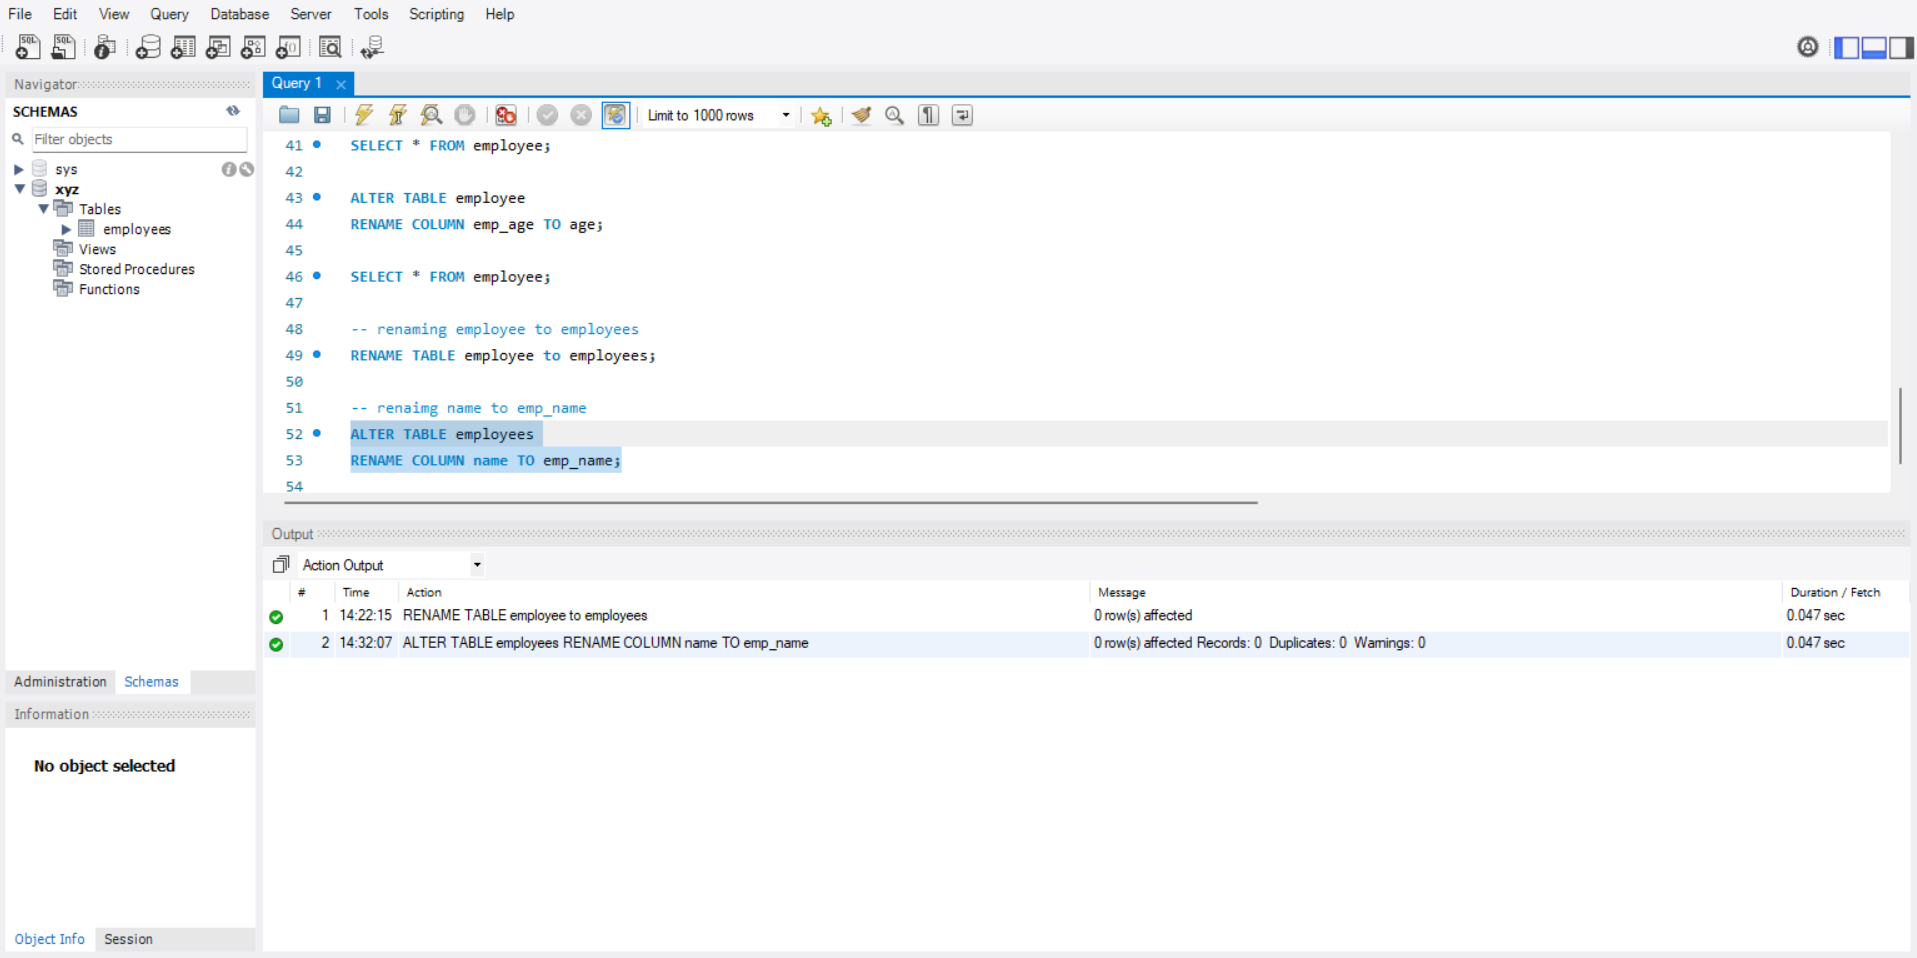 File Edit View Query Database Server Tools Scripting Help
SQL SQL
Navigator
SCHEMAS
Filter objects
sys
xyz
Tables
employees
Views
Stored Procedures
Functions
Administration Schemas
Information
No object selected
Object Info Session
Query 1
Limit to 1000 rows
41 SELECT * FROM employee;
42
43 ALTER TABLE employee
44 RENAME COLUMN emp_age TO age;
45
46 SELECT * FROM employee;
47
48 -- renaming employee to employees
49 RENAME TABLE employee to employees;
50
51 -- renaimg name to emp_name
52 ALTER TABLE employees
53 RENAME COLUMN name TO emp_name;
54
Output
Action Output
# Time Action Message Duration / Fetch
1 14:22:15 RENAME TABLE employee to employees 0 row(s) affected 0.047 sec
2 14:32:07 ALTER TABLE employees RENAME COLUMN name TO emp_name 0 row(s) affected Records: 0 Duplicates: 0 Warnings: 0 0.047 sec